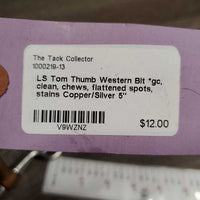 The Tack Collector
1000219-13
LS Tom Thumb Western Bit *gc,
clean, chews, flattened spots,
stains Copper/Silver 5"
V9WZNZ
$12.00